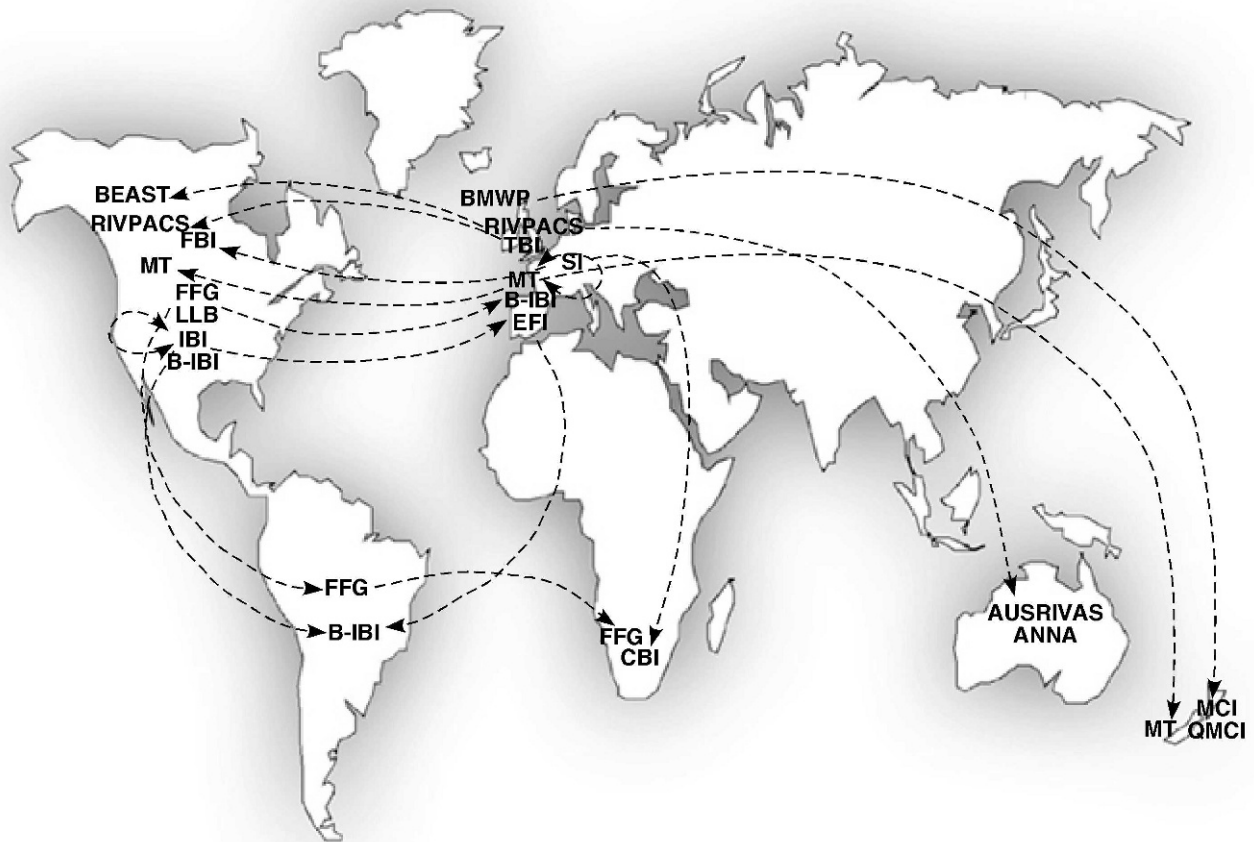 BEAST
RIVPACS
FBI
MT
FFG
LLB
IBI
B-IBI
BMWP
RIVPACS
TBI
SI
MT
B-IBI
EFI
FFG
B-IBI
FFG
CBI
AUSRIVAS
ANNA
MCI
MT QMCI